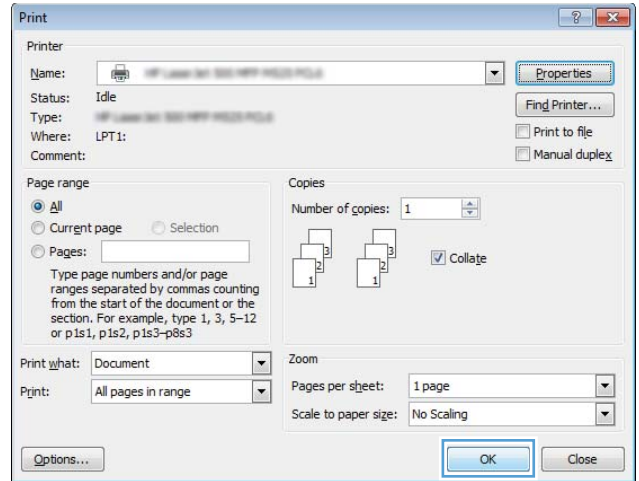 Print
Printer
Name:
Properties
Status: Idle
Find Printer...
Type:
Where: LPT1:
Print to file
Comment:
Manual duplex
Page range
All
Current page Selection
Pages:
Type page numbers and/or page
ranges separated by commas counting
from the start of the document or the
section. For example, type 1, 3, 5–12
or p1s1, p1s2, p1s3–p8s3
Copies
Number of copies: 1
1 2 3
1 2 3
Collate
Print what: Document
Print: All pages in range
Zoom
Pages per sheet: 1 page
Scale to paper size: No Scaling
Options...
OK
Close